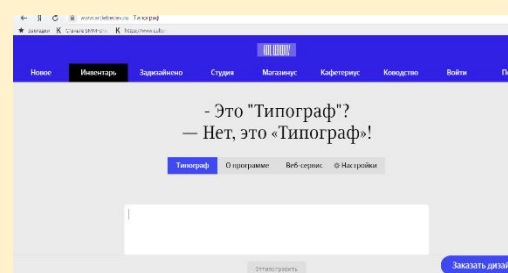 Типограф
Новое Инвентарь Задизайнено Студия Магазинус Кафетериус Ководство Войти
- Это "Типограф"?
— Нет, это «Типограф»!
Типограф О программе Веб-сервис Настройки
Заказать дизай